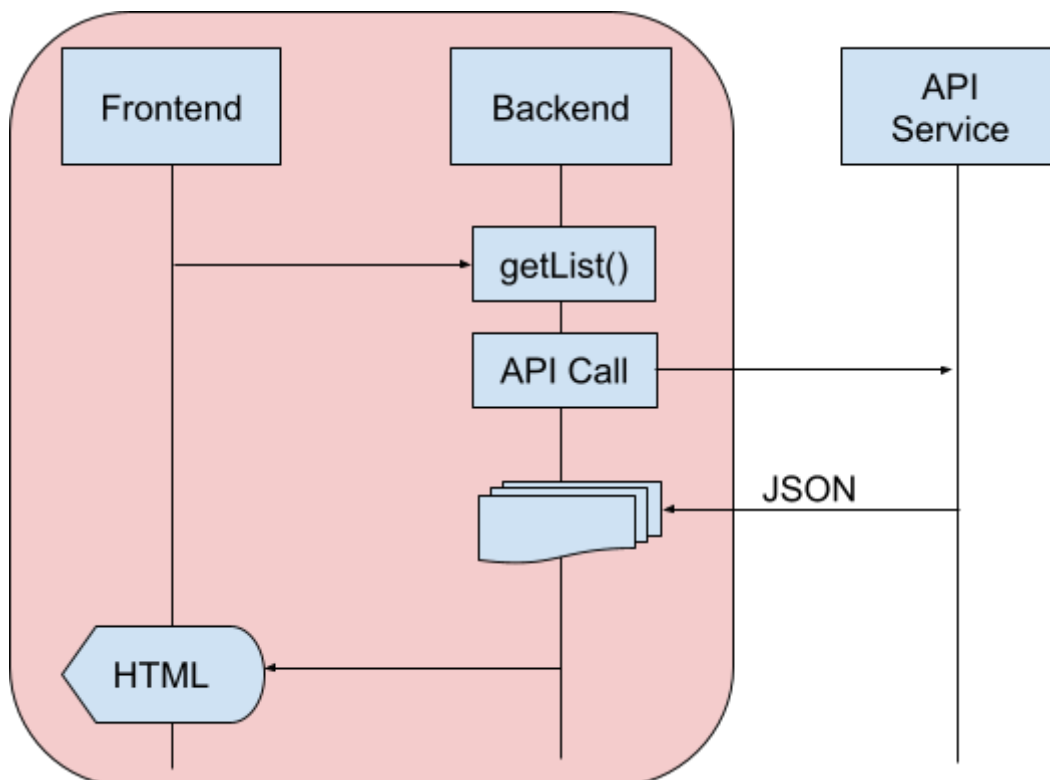 Frontend
Backend
API
Service
getList()
API Call
JSON
HTML